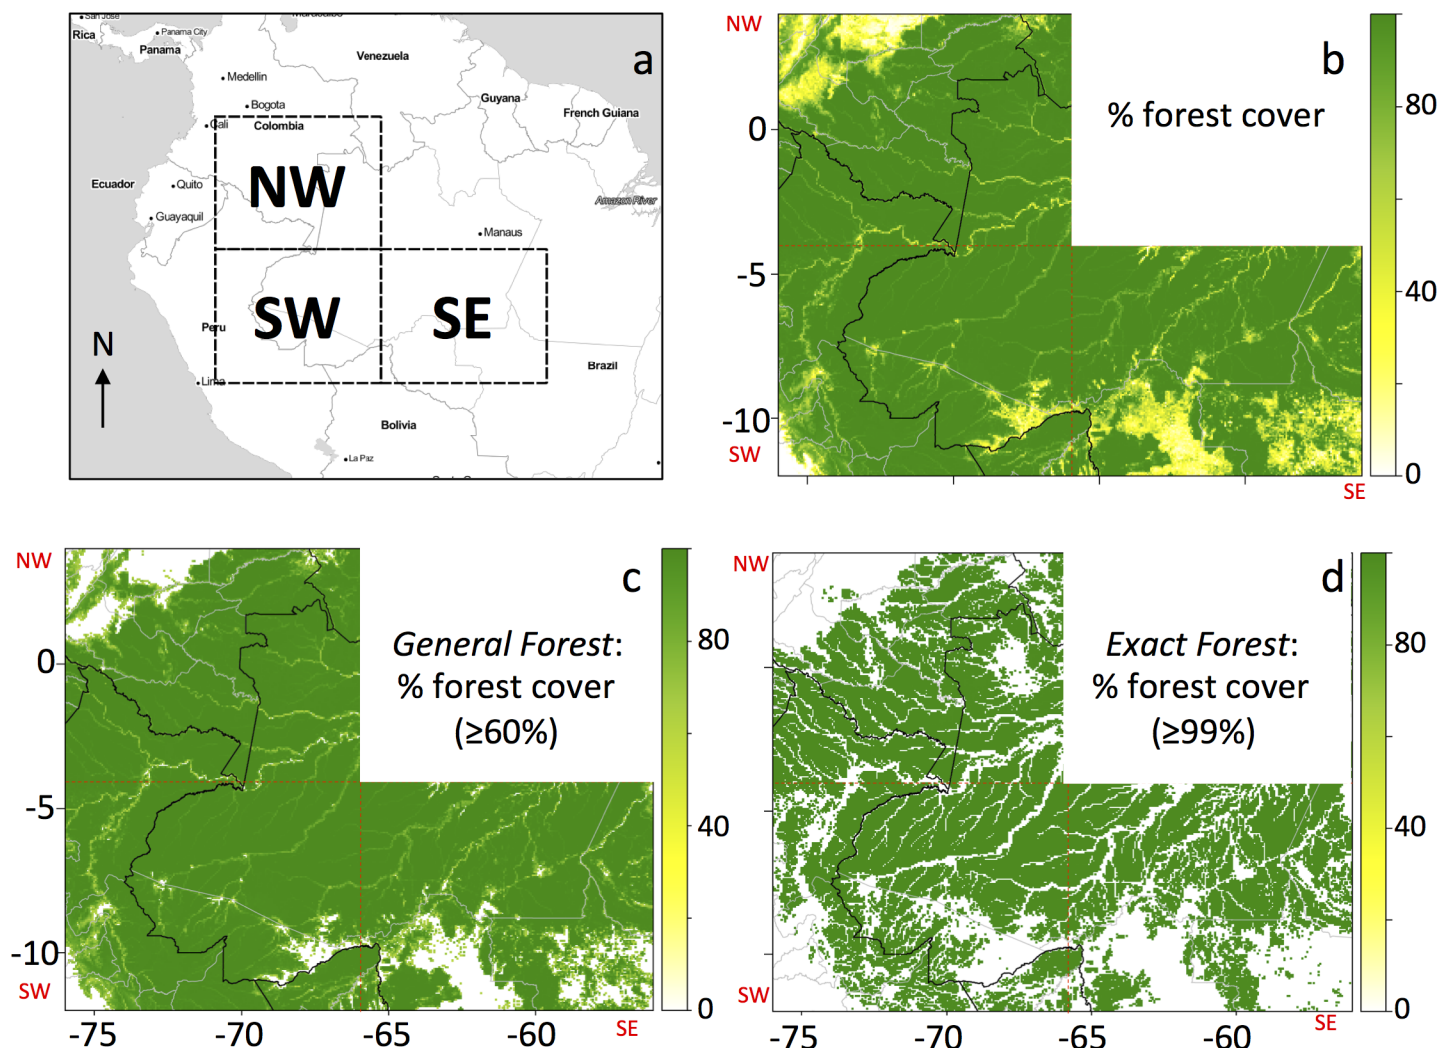 San Jose
Rica
Panama City
Panama
Maracaibo
Venezuela
a
Medellin
Guyana
Bogota
French Guiana
Cali
Colombia
NW
Ecuador
Quito
Amazon River
Guayaquil
Manaus
SW
SE
Peru
N
Brazil
Lima
Bolivia
La Paz
NW
b
% forest cover
80
40
0
0
-5
-10
SW
SE
NW
c
General Forest:
% forest cover
(≥60%)
80
40
0
0
-5
-10
SW
-75
-70
-65
-60
SE
NW
d
Exact Forest:
% forest cover
(≥99%)
80
40
0
SW
-75
-70
-65
-60
SE